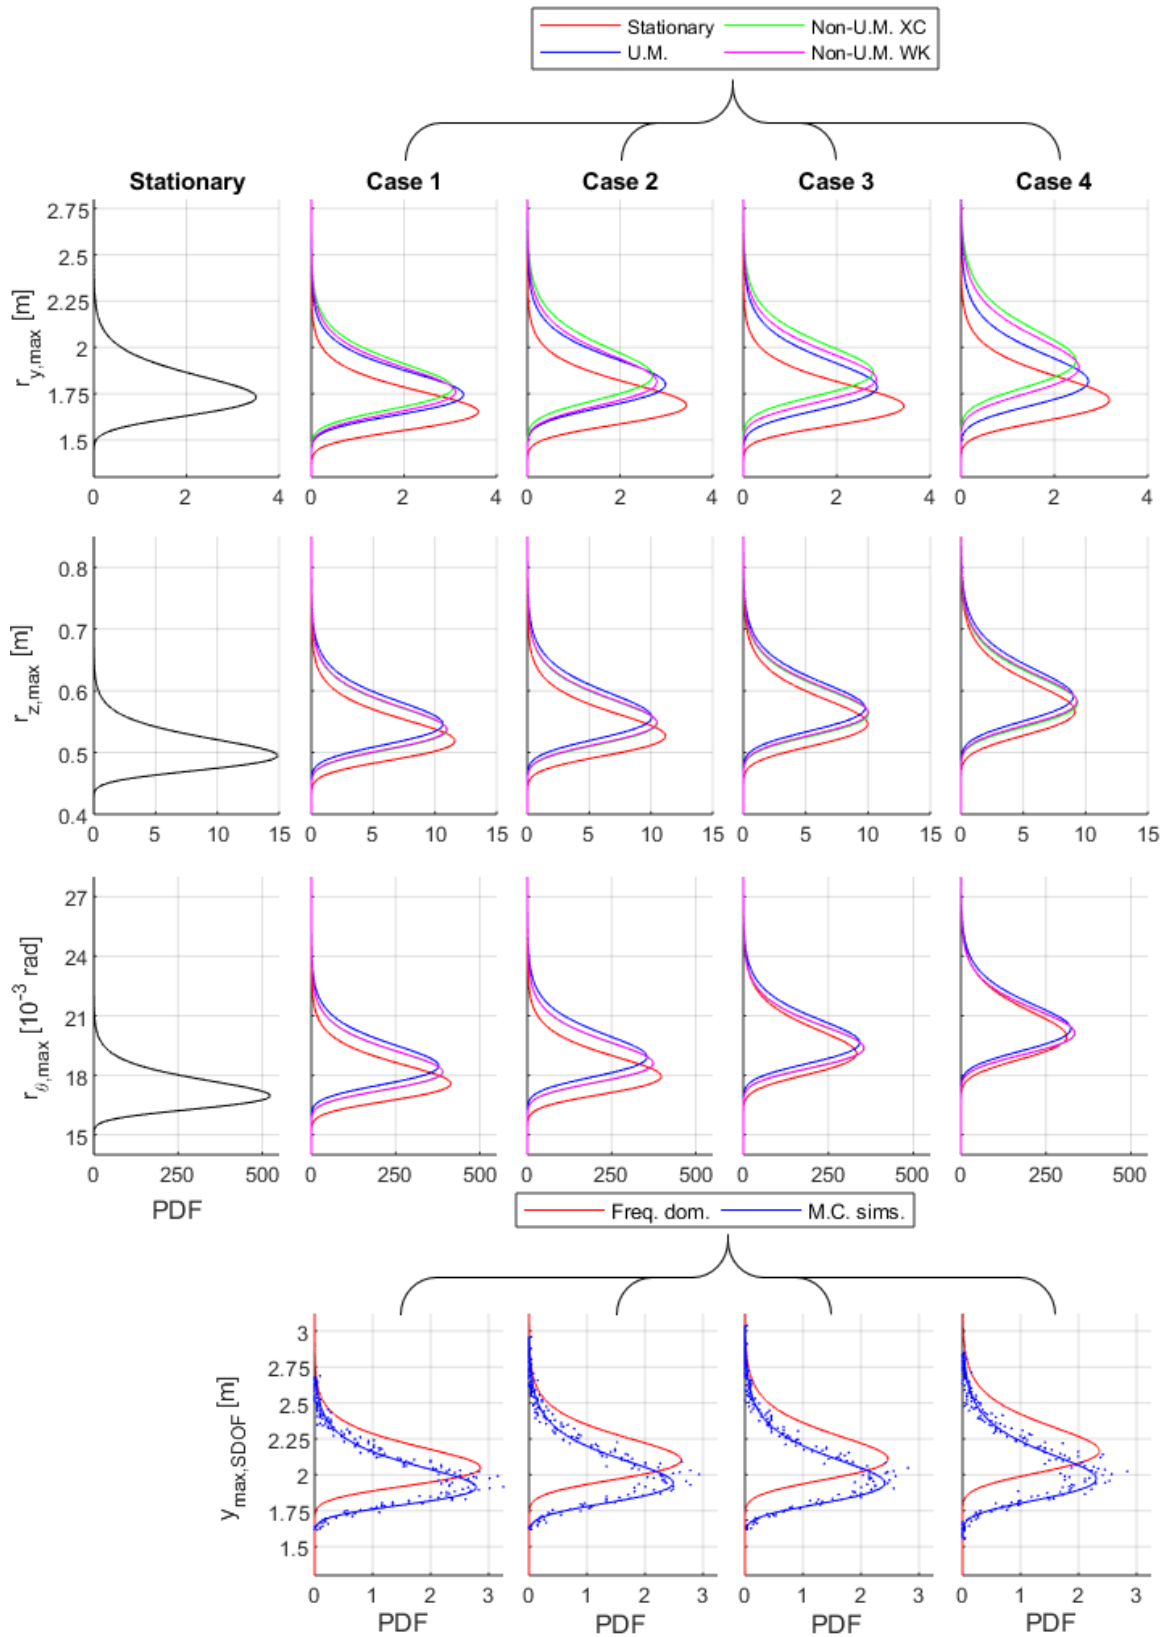 Stationary Non-U.M. XC
U.M. Non-U.M. WK
Stationary Case 1 Case 2 Case 3 Case 4
r_y,max [m]
2.75
2.5
2.25
2
1.75
1.5
0 2 4 0 2 4 0 2 4 0 2 4 0 2 4
r_z,max [m]
0.8
0.7
0.6
0.5
0.4
0 5 10 15 0 5 10 15 0 5 10 15 0 5 10 15 0 5 10 15
r_θ,max [10⁻³ rad]
27
24
21
18
15
0 250 500 0 250 500 0 250 500 0 250 500 0 250 500
PDF
Freq. dom. M.C. sims.
y_max,SDOF [m]
3
2.75
2.5
2.25
2
1.75
1.5
0 1 2 3 0 1 2 3 0 1 2 3 0 1 2 3
PDF PDF PDF PDF